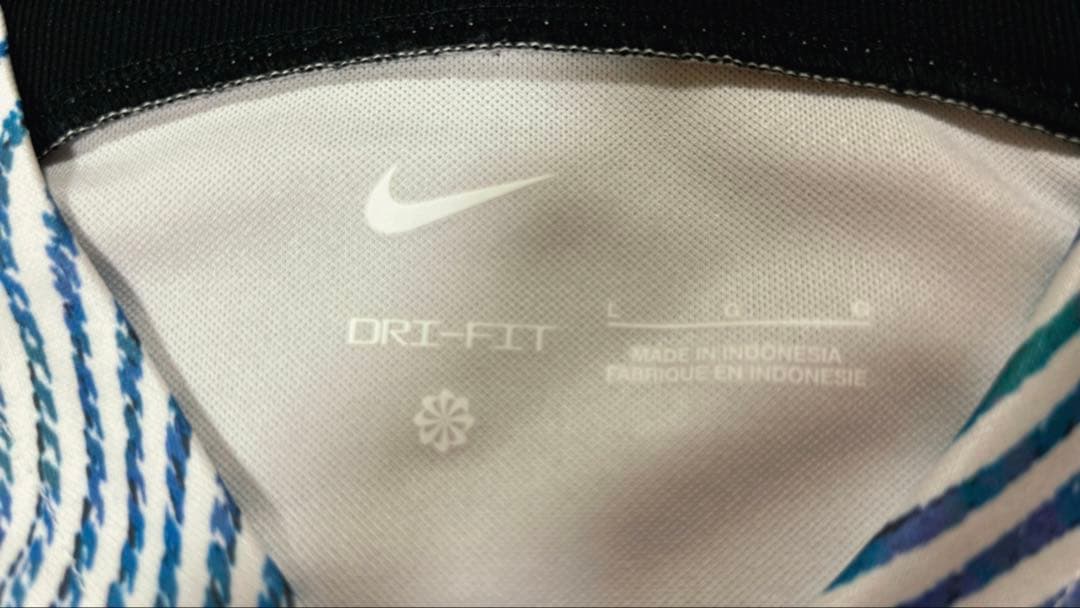 DRI-FIT
L G G
MADE IN INDONESIA
FABRIQUE EN INDONESIE